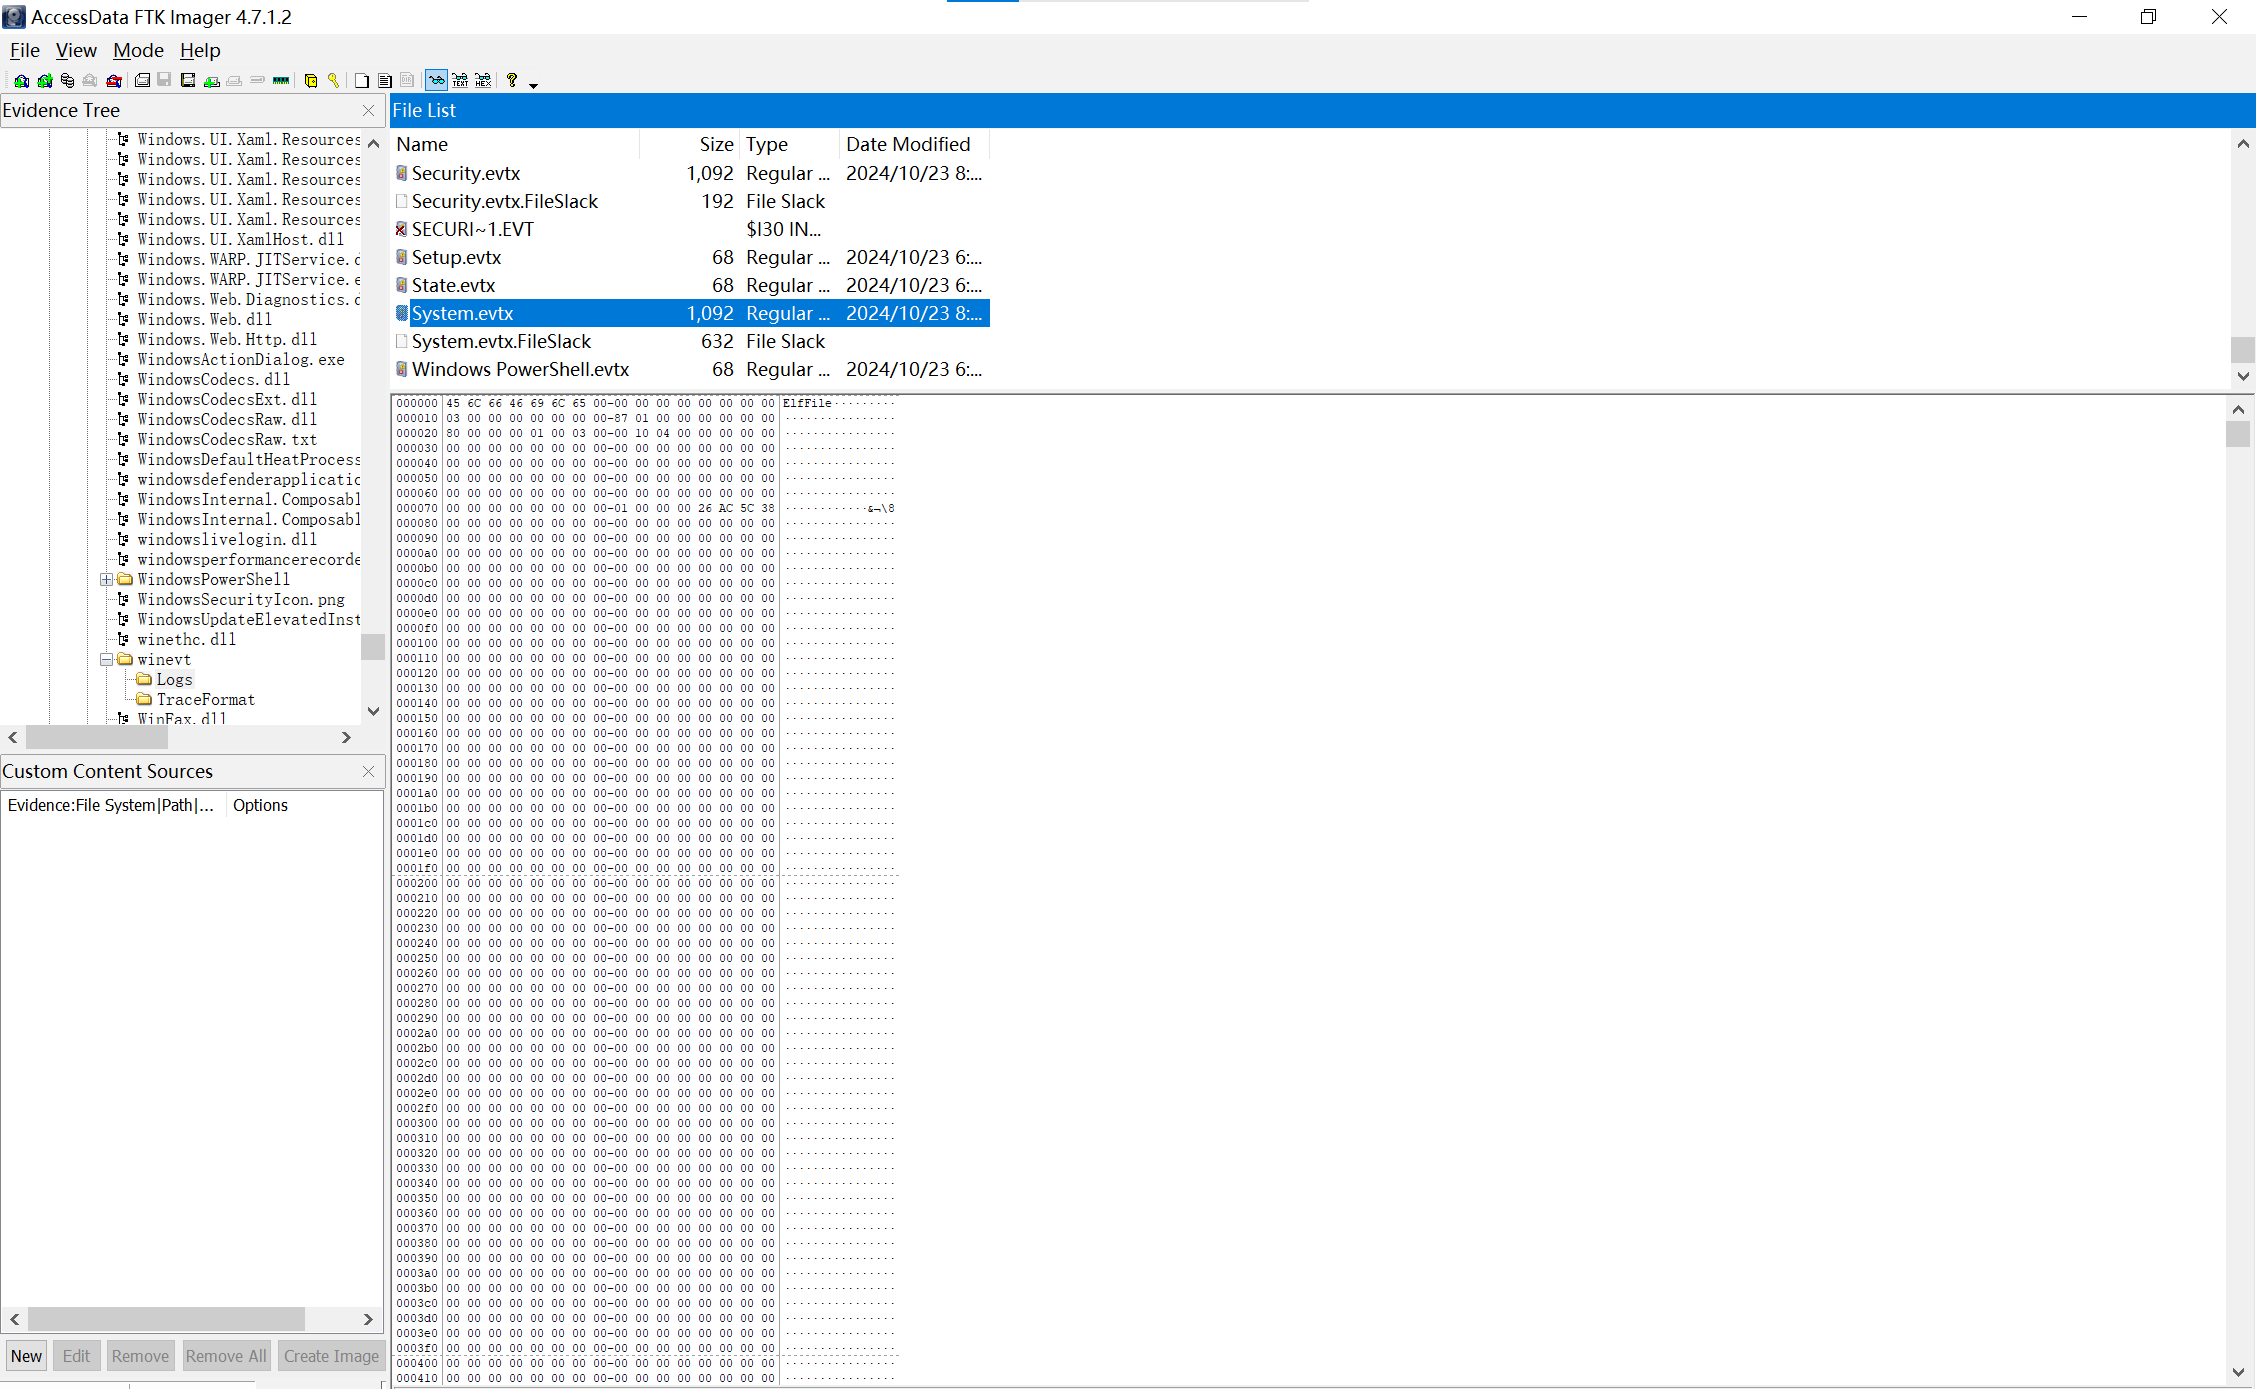 AccessData FTK Imager 4.7.1.2
File View Mode Help
TEXT HEX
Evidence Tree
Windows.UI.Xaml.Resources
Windows.UI.Xaml.Resources
Windows.UI.Xaml.Resources
Windows.UI.Xaml.Resources
Windows.UI.Xaml.Resources
Windows.UI.XamlHost.dll
Windows.WARP.JITService.d
Windows.WARP.JITService.e
Windows.Web.Diagnostics.d
Windows.Web.dll
Windows.Web.Http.dll
WindowsActionDialog.exe
WindowsCodecs.dll
WindowsCodecsExt.dll
WindowsCodecsRaw.dll
WindowsCodecsRaw.txt
WindowsDefaultHeatProcess
windowsdefenderapplicatio
WindowsInternal.Composabl
WindowsInternal.Composabl
windowslivelogin.dll
windowsperformancerecorde
WindowsPowerShell
WindowsSecurityIcon.png
WindowsUpdateElevatedInst
winethc.dll
winevt
Logs
TraceFormat
WinFax.dll
Custom Content Sources
Evidence:File System|Path|... Options
New Edit Remove Remove All Create Image
File List
Name Size Type Date Modified
Security.evtx 1,092 Regular ... 2024/10/23 8:...
Security.evtx.FileSlack 192 File Slack
SECURI~1.EVT $I30 IN...
Setup.evtx 68 Regular ... 2024/10/23 6:...
State.evtx 68 Regular ... 2024/10/23 6:...
System.evtx 1,092 Regular ... 2024/10/23 8:...
System.evtx.FileSlack 632 File Slack
Windows PowerShell.evtx 68 Regular ... 2024/10/23 6:...
000000 45 6C 66 46 69 6C 65 00-00 00 00 00 00 00 00 00 ElfFile·········
000010 03 00 00 00 00 00 00 00-87 01 00 00 00 00 00 00 ················
000020 80 00 00 00 01 00 03 00-00 10 04 00 00 00 00 00 ················
000030 00 00 00 00 00 00 00 00-00 00 00 00 00 00 00 00 ················
000040 00 00 00 00 00 00 00 00-00 00 00 00 00 00 00 00 ················
000050 00 00 00 00 00 00 00 00-00 00 00 00 00 00 00 00 ················
000060 00 00 00 00 00 00 00 00-00 00 00 00 00 00 00 00 ················
000070 00 00 00 00 00 00 00 00-01 00 00 00 26 AC 5C 38 ············&¬\8
000080 00 00 00 00 00 00 00 00-00 00 00 00 00 00 00 00 ················
000090 00 00 00 00 00 00 00 00-00 00 00 00 00 00 00 00 ················
0000a0 00 00 00 00 00 00 00 00-00 00 00 00 00 00 00 00 ················
0000b0 00 00 00 00 00 00 00 00-00 00 00 00 00 00 00 00 ················
0000c0 00 00 00 00 00 00 00 00-00 00 00 00 00 00 00 00 ················
0000d0 00 00 00 00 00 00 00 00-00 00 00 00 00 00 00 00 ················
0000e0 00 00 00 00 00 00 00 00-00 00 00 00 00 00 00 00 ················
0000f0 00 00 00 00 00 00 00 00-00 00 00 00 00 00 00 00 ················
000100 00 00 00 00 00 00 00 00-00 00 00 00 00 00 00 00 ················
000110 00 00 00 00 00 00 00 00-00 00 00 00 00 00 00 00 ················
000120 00 00 00 00 00 00 00 00-00 00 00 00 00 00 00 00 ················
000130 00 00 00 00 00 00 00 00-00 00 00 00 00 00 00 00 ················
000140 00 00 00 00 00 00 00 00-00 00 00 00 00 00 00 00 ················
000150 00 00 00 00 00 00 00 00-00 00 00 00 00 00 00 00 ················
000160 00 00 00 00 00 00 00 00-00 00 00 00 00 00 00 00 ················
000170 00 00 00 00 00 00 00 00-00 00 00 00 00 00 00 00 ················
000180 00 00 00 00 00 00 00 00-00 00 00 00 00 00 00 00 ················
000190 00 00 00 00 00 00 00 00-00 00 00 00 00 00 00 00 ················
0001a0 00 00 00 00 00 00 00 00-00 00 00 00 00 00 00 00 ················
0001b0 00 00 00 00 00 00 00 00-00 00 00 00 00 00 00 00 ················
0001c0 00 00 00 00 00 00 00 00-00 00 00 00 00 00 00 00 ················
0001d0 00 00 00 00 00 00 00 00-00 00 00 00 00 00 00 00 ················
0001e0 00 00 00 00 00 00 00 00-00 00 00 00 00 00 00 00 ················
0001f0 00 00 00 00 00 00 00 00-00 00 00 00 00 00 00 00 ················
000200 00 00 00 00 00 00 00 00-00 00 00 00 00 00 00 00 ················
000210 00 00 00 00 00 00 00 00-00 00 00 00 00 00 00 00 ················
000220 00 00 00 00 00 00 00 00-00 00 00 00 00 00 00 00 ················
000230 00 00 00 00 00 00 00 00-00 00 00 00 00 00 00 00 ················
000240 00 00 00 00 00 00 00 00-00 00 00 00 00 00 00 00 ················
000250 00 00 00 00 00 00 00 00-00 00 00 00 00 00 00 00 ················
000260 00 00 00 00 00 00 00 00-00 00 00 00 00 00 00 00 ················
000270 00 00 00 00 00 00 00 00-00 00 00 00 00 00 00 00 ················
000280 00 00 00 00 00 00 00 00-00 00 00 00 00 00 00 00 ················
000290 00 00 00 00 00 00 00 00-00 00 00 00 00 00 00 00 ················
0002a0 00 00 00 00 00 00 00 00-00 00 00 00 00 00 00 00 ················
0002b0 00 00 00 00 00 00 00 00-00 00 00 00 00 00 00 00 ················
0002c0 00 00 00 00 00 00 00 00-00 00 00 00 00 00 00 00 ················
0002d0 00 00 00 00 00 00 00 00-00 00 00 00 00 00 00 00 ················
0002e0 00 00 00 00 00 00 00 00-00 00 00 00 00 00 00 00 ················
0002f0 00 00 00 00 00 00 00 00-00 00 00 00 00 00 00 00 ················
000300 00 00 00 00 00 00 00 00-00 00 00 00 00 00 00 00 ················
000310 00 00 00 00 00 00 00 00-00 00 00 00 00 00 00 00 ················
000320 00 00 00 00 00 00 00 00-00 00 00 00 00 00 00 00 ················
000330 00 00 00 00 00 00 00 00-00 00 00 00 00 00 00 00 ················
000340 00 00 00 00 00 00 00 00-00 00 00 00 00 00 00 00 ················
000350 00 00 00 00 00 00 00 00-00 00 00 00 00 00 00 00 ················
000360 00 00 00 00 00 00 00 00-00 00 00 00 00 00 00 00 ················
000370 00 00 00 00 00 00 00 00-00 00 00 00 00 00 00 00 ················
000380 00 00 00 00 00 00 00 00-00 00 00 00 00 00 00 00 ················
000390 00 00 00 00 00 00 00 00-00 00 00 00 00 00 00 00 ················
0003a0 00 00 00 00 00 00 00 00-00 00 00 00 00 00 00 00 ················
0003b0 00 00 00 00 00 00 00 00-00 00 00 00 00 00 00 00 ················
0003c0 00 00 00 00 00 00 00 00-00 00 00 00 00 00 00 00 ················
0003d0 00 00 00 00 00 00 00 00-00 00 00 00 00 00 00 00 ················
0003e0 00 00 00 00 00 00 00 00-00 00 00 00 00 00 00 00 ················
0003f0 00 00 00 00 00 00 00 00-00 00 00 00 00 00 00 00 ················
000400 00 00 00 00 00 00 00 00-00 00 00 00 00 00 00 00 ················
000410 00 00 00 00 00 00 00 00-00 00 00 00 00 00 00 00 ················